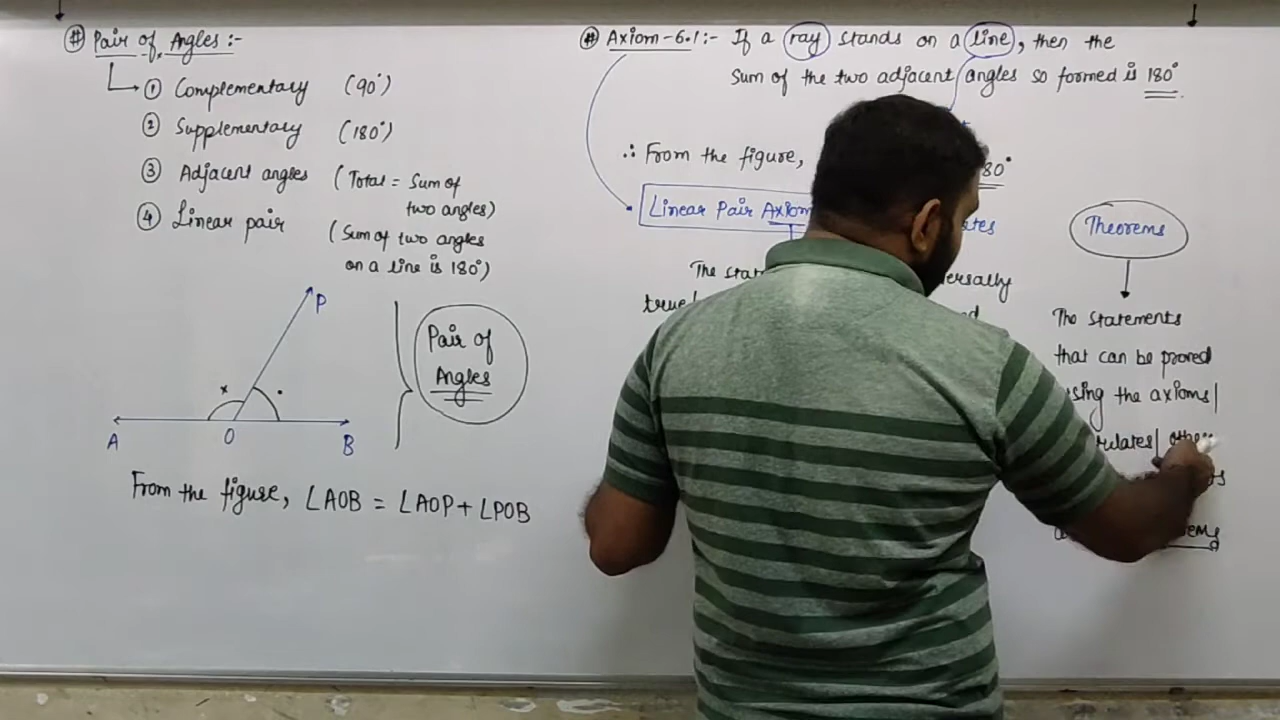 # Pair of Angles :-
① Complementary (90°)
② Supplementary (180°)
③ Adjacent angles (Total = Sum of
two angles)
④ Linear pair (Sum of two angles
on a line is 180°)
P
x
A O B
Pair of
Angles
From the figure, ∠AOB = ∠AOP + ∠POB
# Axiom-6.1:- If a ray stands on a line, then the
Sum of the two adjacent angles so formed is 180°
∴ From the figure, 80°
Linear Pair Axiom
The
true
Theorems
The statements
that can be proved
the axioms|